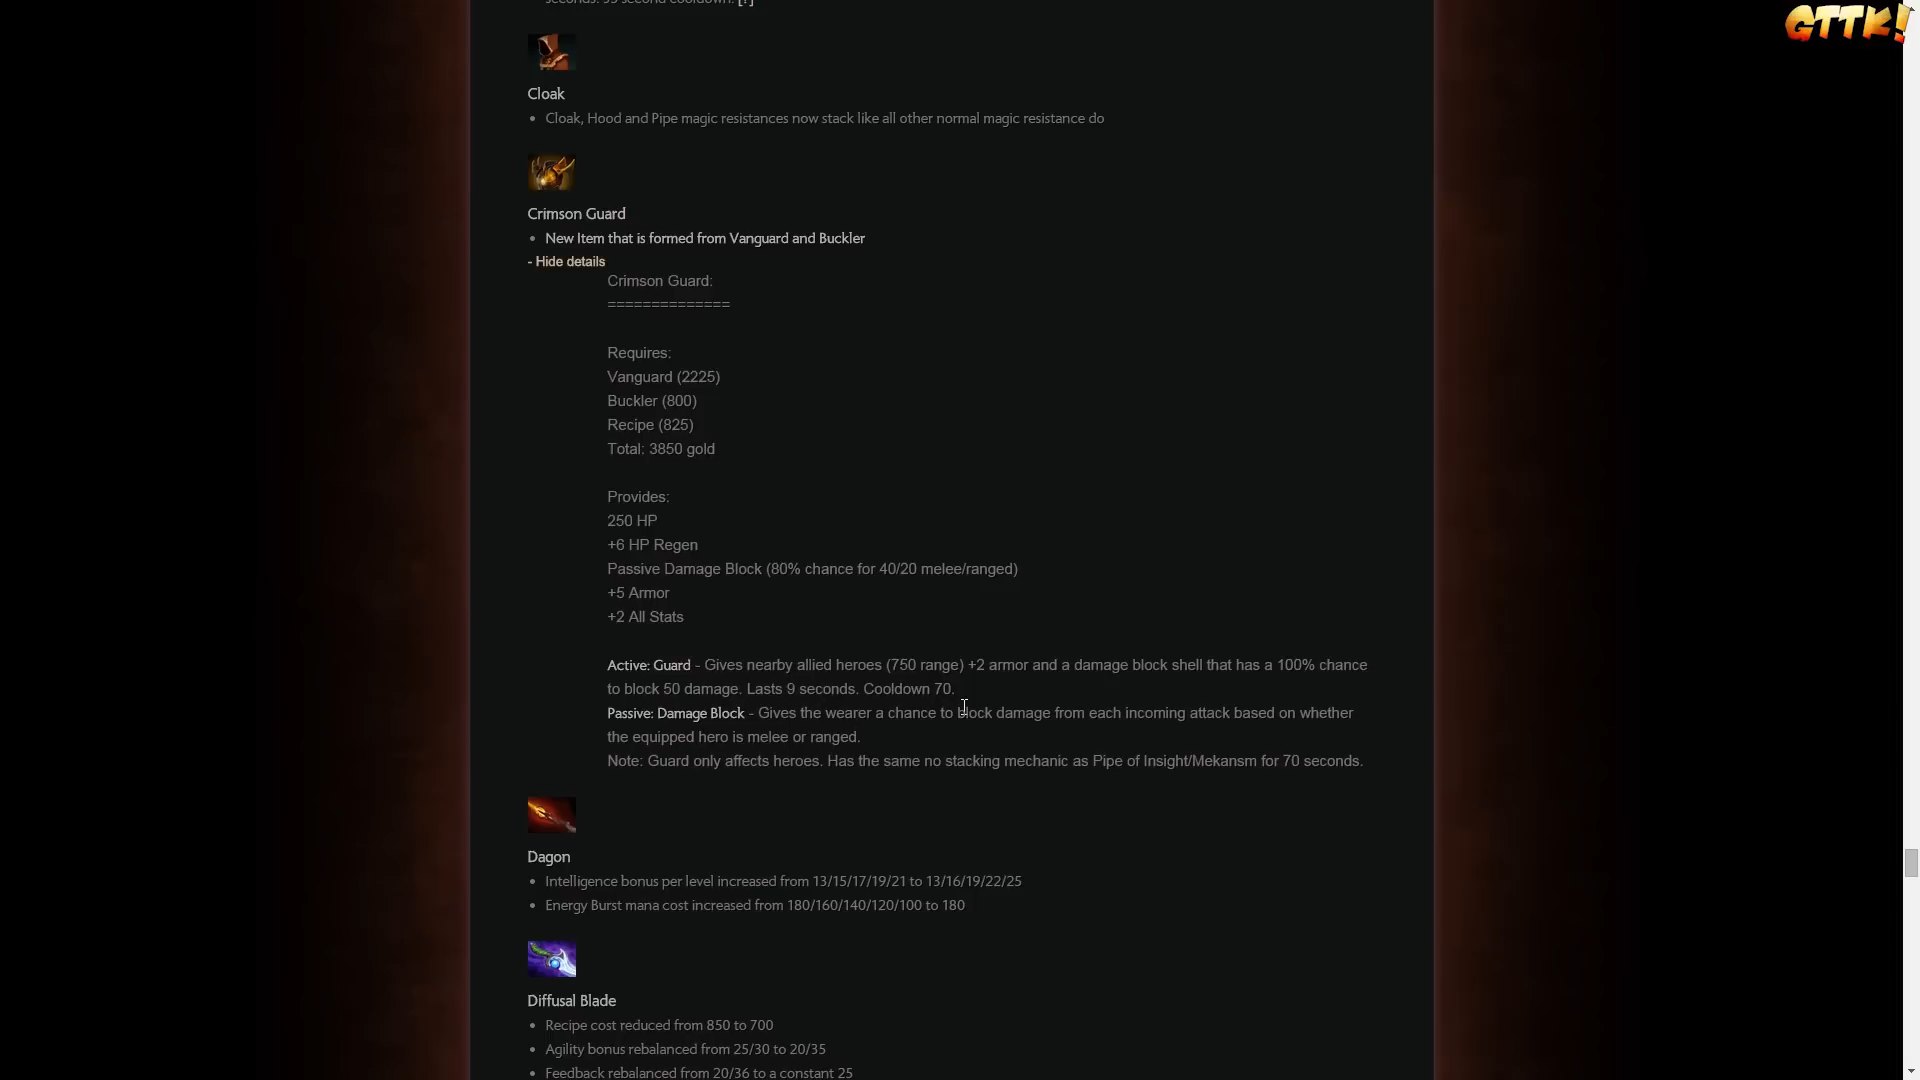 GTTK!
Cloak
• Cloak, Hood and Pipe magic resistances now stack like all other normal magic resistance do
Crimson Guard
• New Item that is formed from Vanguard and Buckler
- Hide details
Crimson Guard:
==============
Requires:
Vanguard (2225)
Buckler (800)
Recipe (825)
Total: 3850 gold
Provides:
250 HP
+6 HP Regen
Passive Damage Block (80% chance for 40/20 melee/ranged)
+5 Armor
+2 All Stats
Active: Guard - Gives nearby allied heroes (750 range) +2 armor and a damage block shell that has a 100% chance
to block 50 damage. Lasts 9 seconds. Cooldown 70.
Passive: Damage Block - Gives the wearer a chance to block damage from each incoming attack based on whether
the equipped hero is melee or ranged.
Note: Guard only affects heroes. Has the same no stacking mechanic as Pipe of Insight/Mekansm for 70 seconds.
Dagon
• Intelligence bonus per level increased from 13/15/17/19/21 to 13/16/19/22/25
• Energy Burst mana cost increased from 180/160/140/120/100 to 180
Diffusal Blade
• Recipe cost reduced from 850 to 700
• Agility bonus rebalanced from 25/30 to 20/35
• Feedback rebalanced from 20/36 to a constant 25